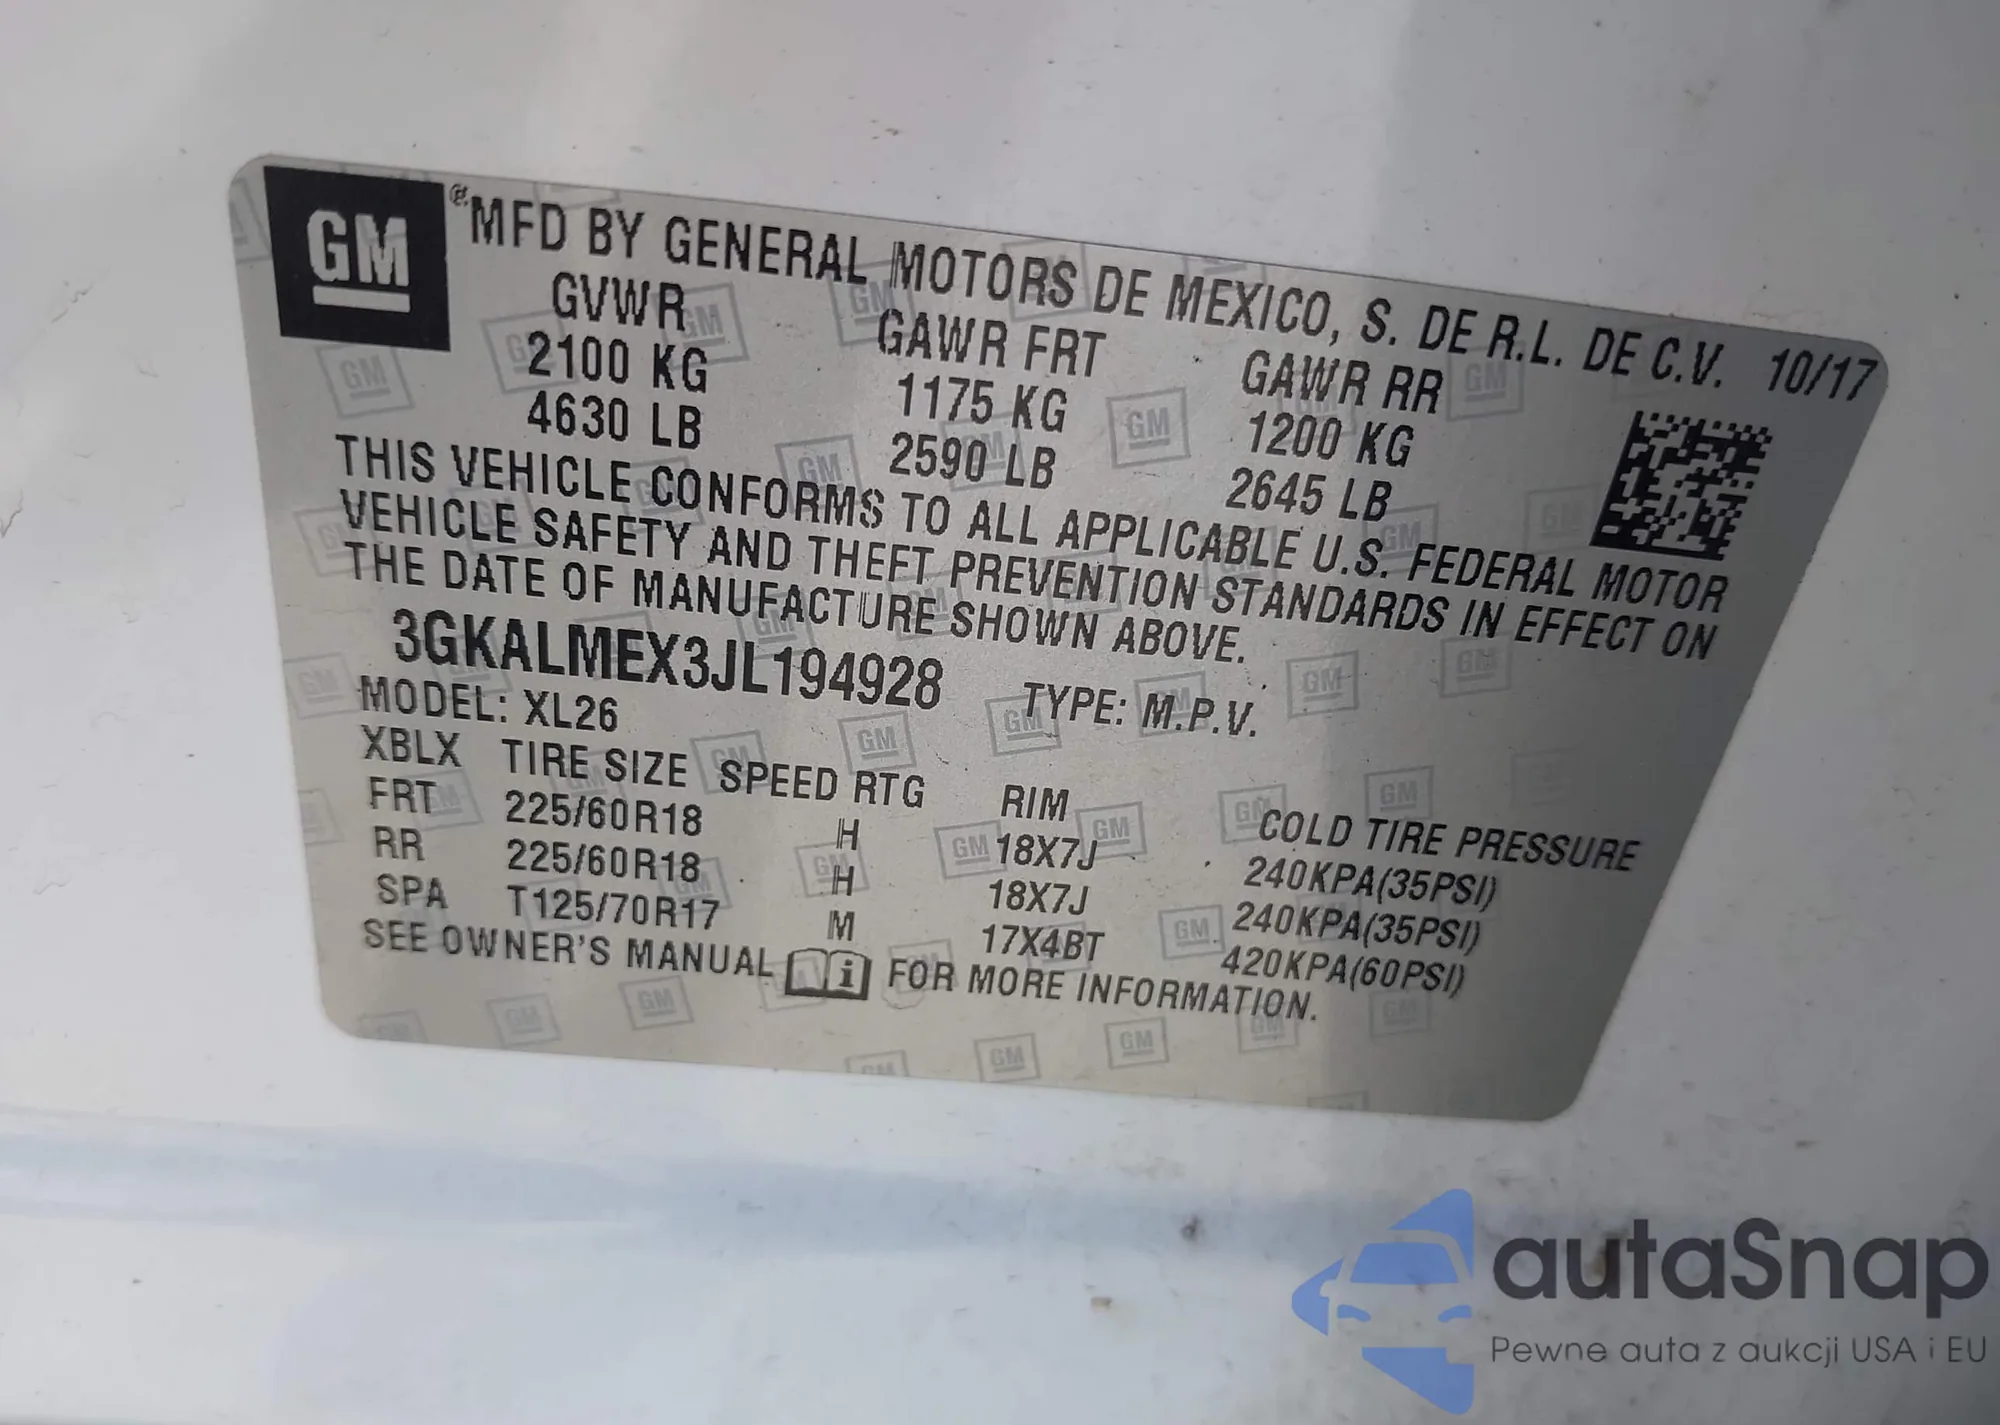 GM
® MFD BY GENERAL MOTORS DE MEXICO, S. DE R.L. DE C.V. 10/17
GVWR GAWR FRT GAWR RR
2100 KG 1175 KG 1200 KG
4630 LB 2590 LB 2645 LB
THIS VEHICLE CONFORMS TO ALL APPLICABLE U.S. FEDERAL MOTOR
VEHICLE SAFETY AND THEFT PREVENTION STANDARDS IN EFFECT ON
THE DATE OF MANUFACTURE SHOWN ABOVE.
3GKALMEX3JL194928 TYPE: M.P.V.
MODEL: XL26
XBLX TIRE SIZE SPEED RTG RIM COLD TIRE PRESSURE
FRT 225/60R18 H 18X7J 240KPA(35PSI)
RR 225/60R18 H 18X7J 240KPA(35PSI)
SPA T125/70R17 M 17X4BT 420KPA(60PSI)
SEE OWNER'S MANUAL i FOR MORE INFORMATION.
autaSnap
Pewne auta z aukcji USA i EU